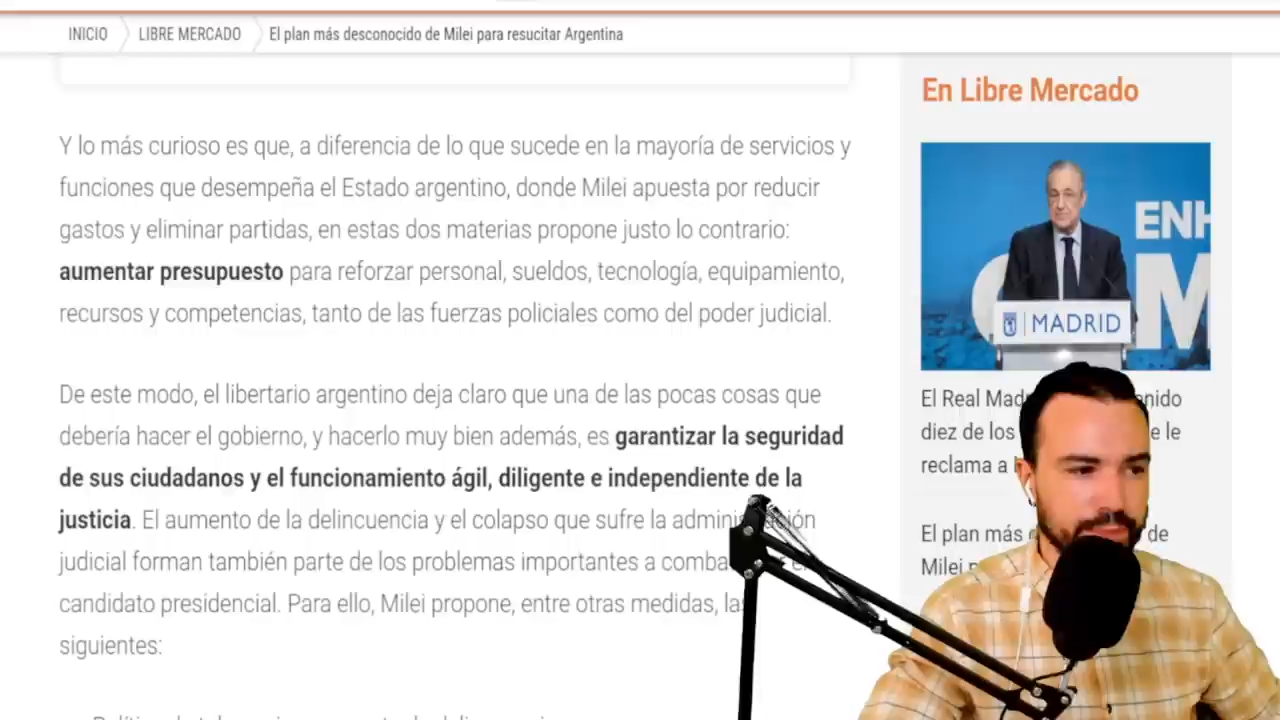 INICIO
LIBRE MERCADO
El plan más desconocido de Milei para resucitar Argentina
Y lo más curioso es que, a diferencia de lo que sucede en la mayoría de servicios y
funciones que desempeña el Estado argentino, donde Milei apuesta por reducir
gastos y eliminar partidas, en estas dos materias propone justo lo contrario:
aumentar presupuesto para reforzar personal, sueldos, tecnología, equipamiento,
recursos y competencias, tanto de las fuerzas policiales como del poder judicial.
De este modo, el libertario argentino deja claro que una de las pocas cosas que
debería hacer el gobierno, y hacerlo muy bien además, es garantizar la seguridad
de sus ciudadanos y el funcionamiento ágil, diligente e independiente de la
justicia. El aumento de la delincuencia y el colapso que sufre la
judicial forman también parte de los problemas importantes a
candidato presidencial. Para ello, Milei propone, entre otras medidas,
siguientes:
En Libre Mercado
ENH
M
MADRID
El Real
diez de los
reclama a
El plan más
de
Milei